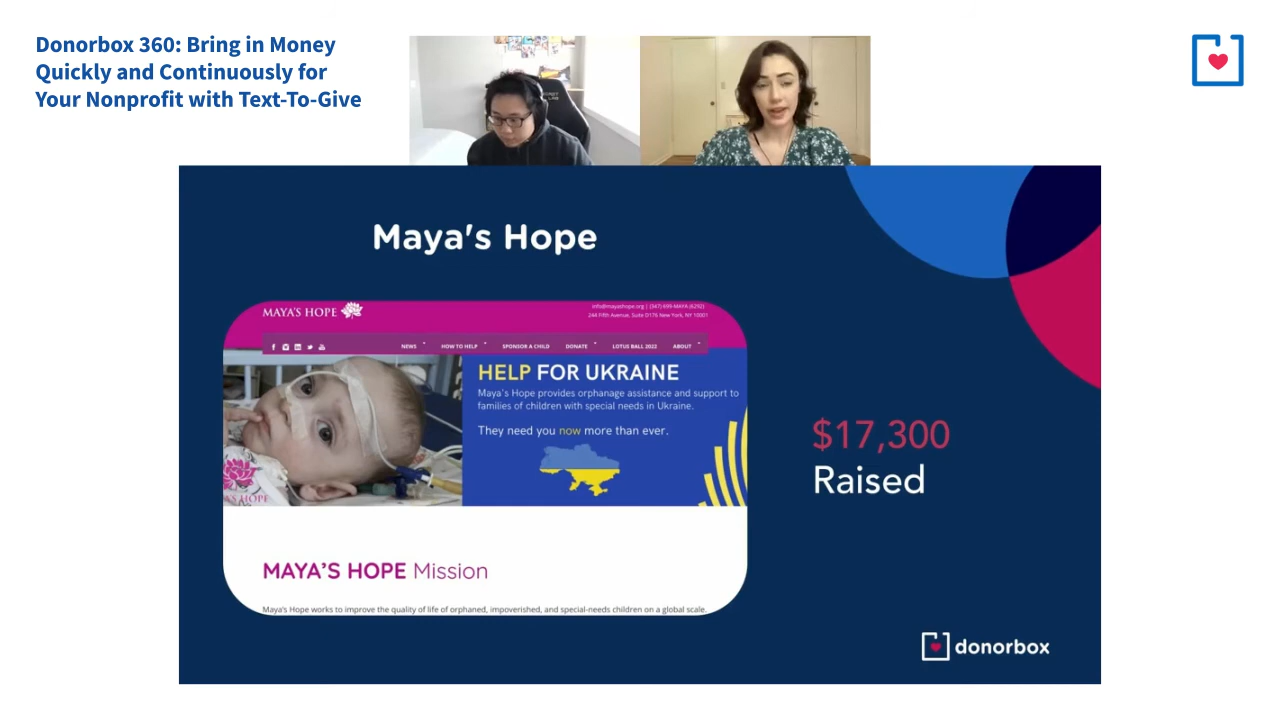 Donorbox 360: Bring in Money
Quickly and Continuously for
Your Nonprofit with Text-To-Give
Maya's Hope
MAYA'S HOPE
info@mayashope.org | (347) 699-MAYA (6292)
244 Fifth Avenue, Suite D176 New York, NY 10001
NEWS HOW TO HELP SPONSOR A CHILD DONATE LOTUS BALL 2023 ABOUT
HELP FOR UKRAINE
Maya's Hope provides orphanage assistance and support to
families of children with special needs in Ukraine.
They need you now more than ever.
MAYA'S HOPE Mission
Maya's Hope works to improve the quality of life of orphaned, impoverished, and special-needs children on a global scale.
$17,300
Raised
donorbox